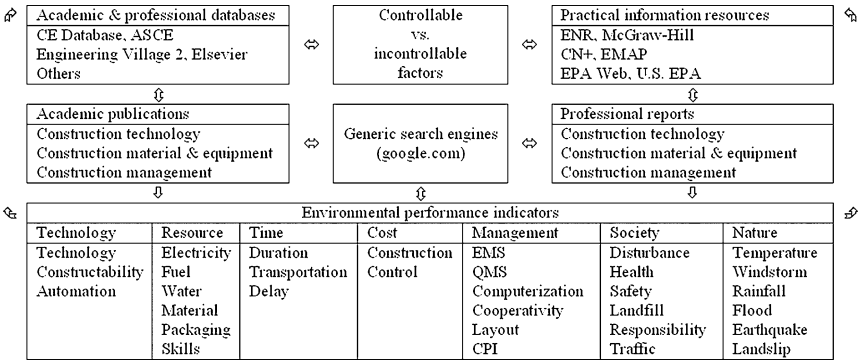 Academic & professional databases
CE Database, ASCE
Engineering Village 2, Elsevier
Others
Controllable
vs.
incontrollable
factors
Practical information resources
ENR, McGraw-Hill
CN+, EMAP
EPA Web, U.S. EPA
Academic publications
Construction technology
Construction material & equipment
Construction management
Generic search engines
(google.com)
Professional reports
Construction technology
Construction material & equipment
Construction management
Environmental performance indicators
Technology Resource Time Cost Management Society Nature
Technology Electricity Duration Construction EMS Disturbance Temperature
Constructability Fuel Transportation Control QMS Health Windstorm
Automation Water Delay Computerization Safety Rainfall
Material Cooperativity Landfill Flood
Packaging Layout Responsibility Earthquake
Skills CPI Traffic Landslip